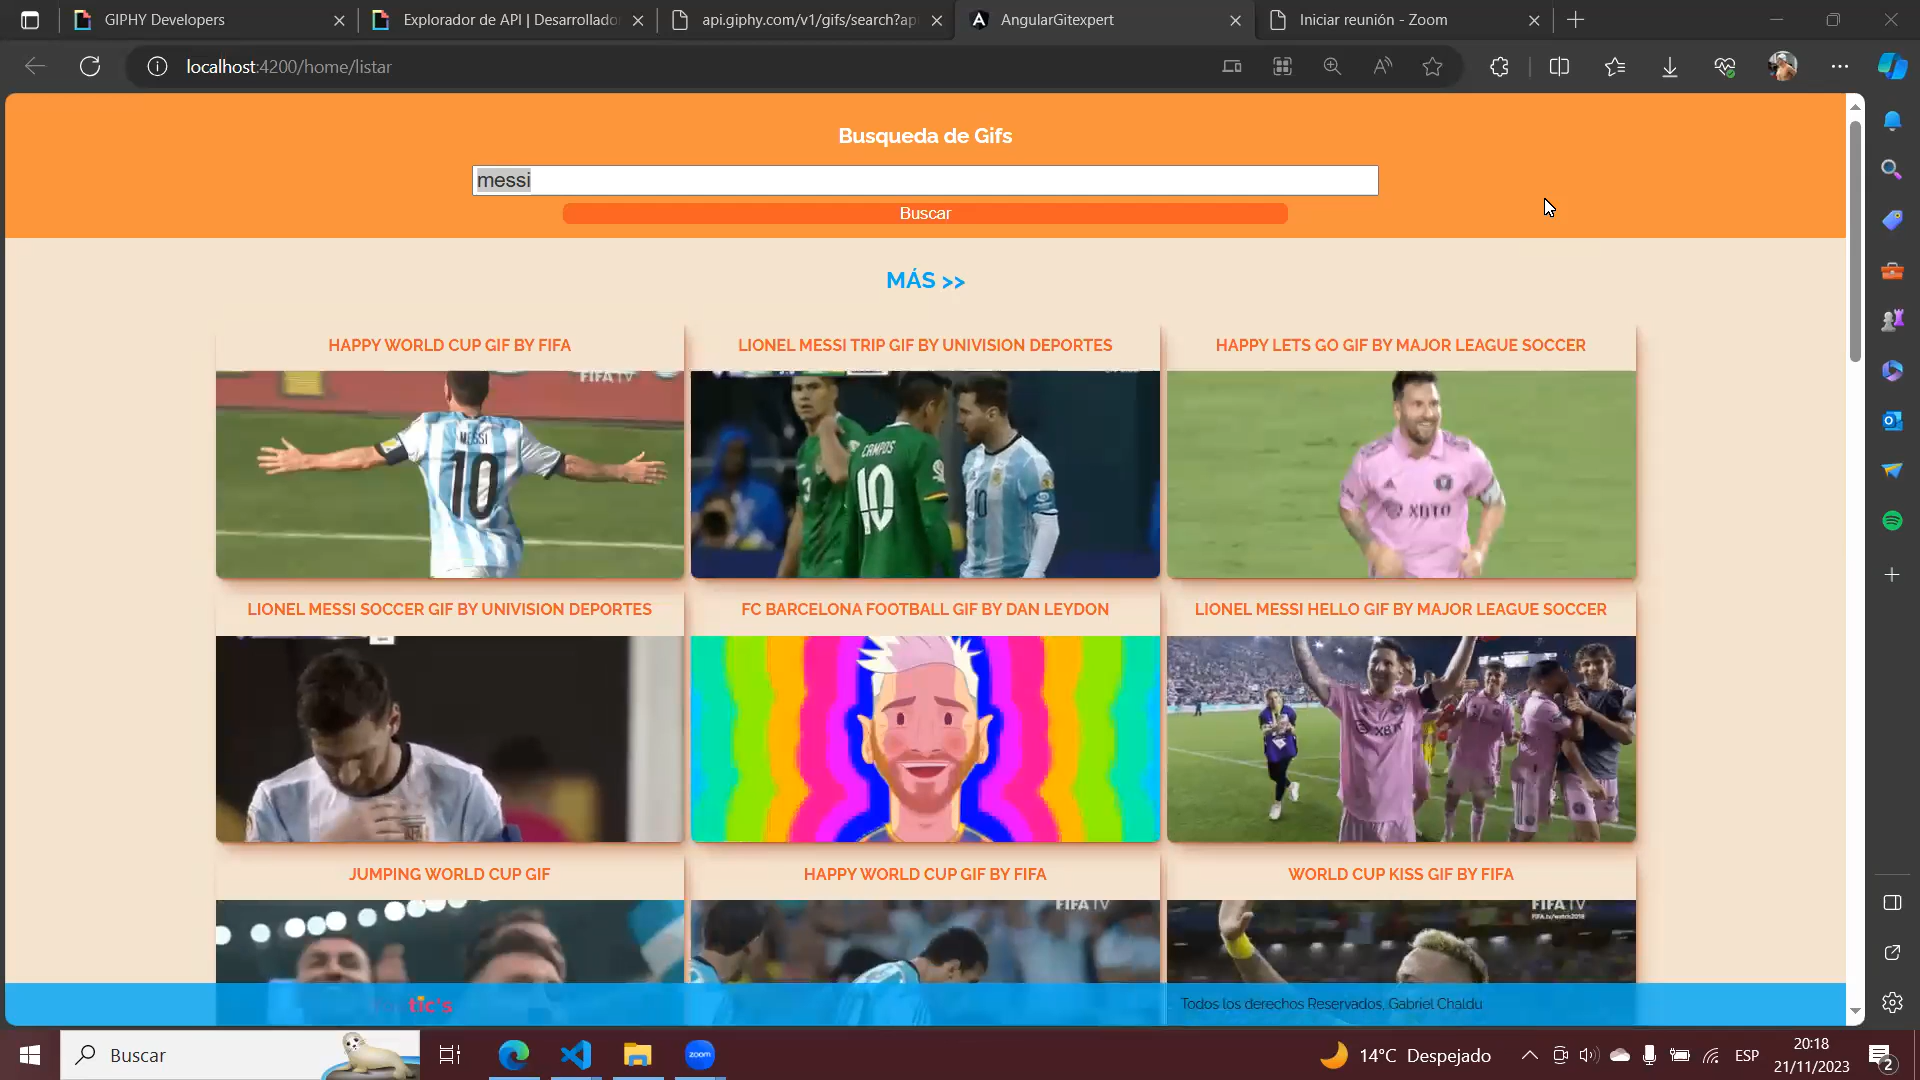 GIPHY Developers
Explorador de API | Desarrollado
api.giphy.com/v1/gifs/search?ap
AngularGitexpert
Iniciar reunión - Zoom
localhost:4200/home/listar
Busqueda de Gifs
messi
Buscar
MÁS >>
HAPPY WORLD CUP GIF BY FIFA
LIONEL MESSI TRIP GIF BY UNIVISION DEPORTES
HAPPY LETS GO GIF BY MAJOR LEAGUE SOCCER
FIFA TV
MESSI
10
CAMPOS
10
10
XBTO
LIONEL MESSI SOCCER GIF BY UNIVISION DEPORTES
FC BARCELONA FOOTBALL GIF BY DAN LEYDON
LIONEL MESSI HELLO GIF BY MAJOR LEAGUE SOCCER
JUMPING WORLD CUP GIF
HAPPY WORLD CUP GIF BY FIFA
WORLD CUP KISS GIF BY FIFA
FIFA TV
FIFA TV
FIFA.tv/watch2018
tic's
Todos los derechos Reservados, Gabriel Chaldu
Buscar
zoom
14°C Despejado
ESP
20:18
21/11/2023
2